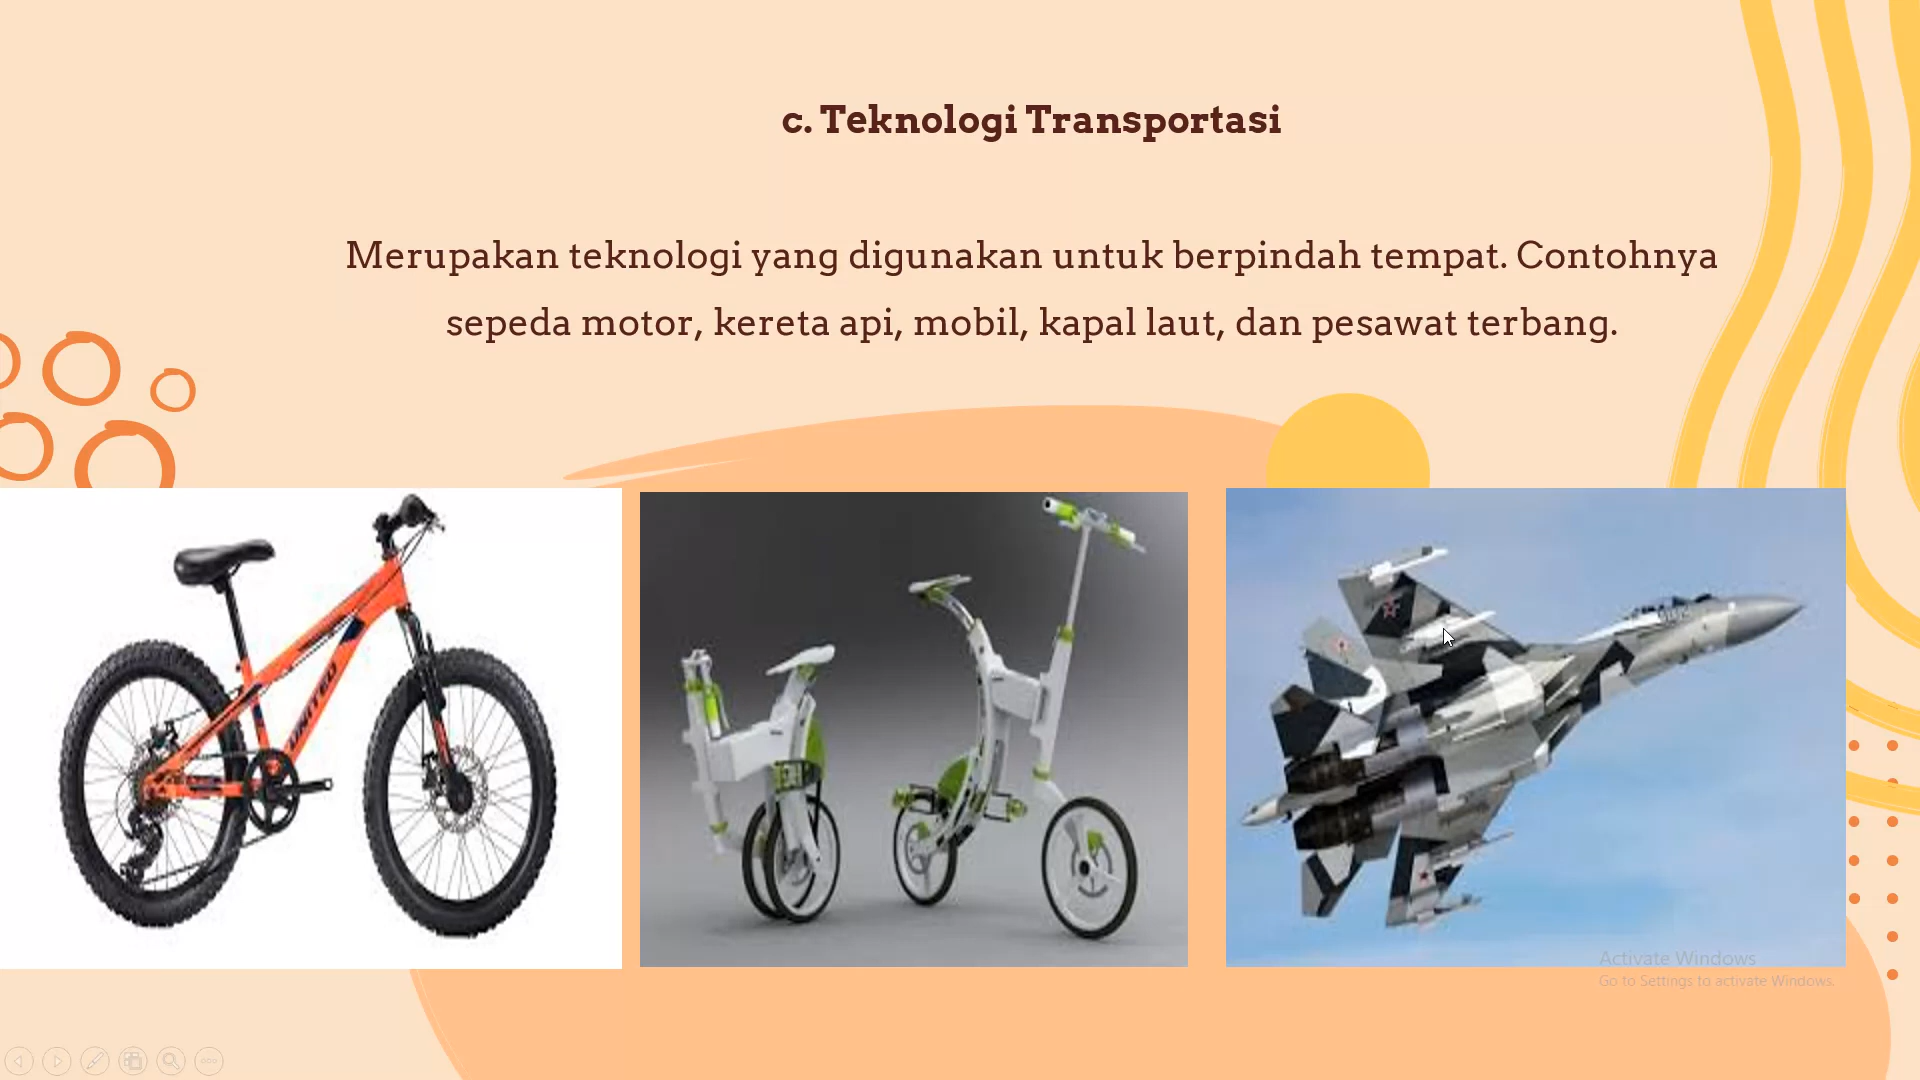 c. Teknologi Transportasi
Merupakan teknologi yang digunakan untuk berpindah tempat. Contohnya
sepeda motor, kereta api, mobil, kapal laut, dan pesawat terbang.
UNITED
Activate Windows
Go to Settings to activate Windows.